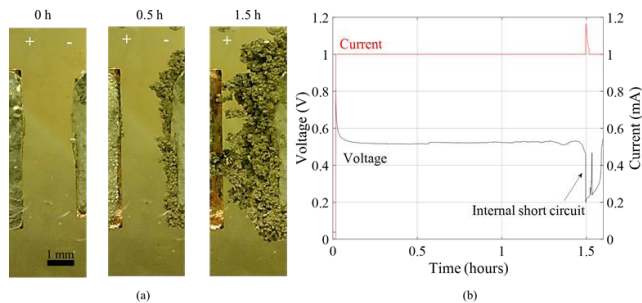 0 h 0.5 h 1.5 h
+ - + - +
1 mm
(a)
(b)
1.2 1.2
1 1
0.8 0.8
0.6 0.6
0.4 0.4
0.2 0.2
0 0
Current
Voltage
Internal short circuit
Voltage (V)
Current (mA)
0 0.5 1 1.5
Time (hours)